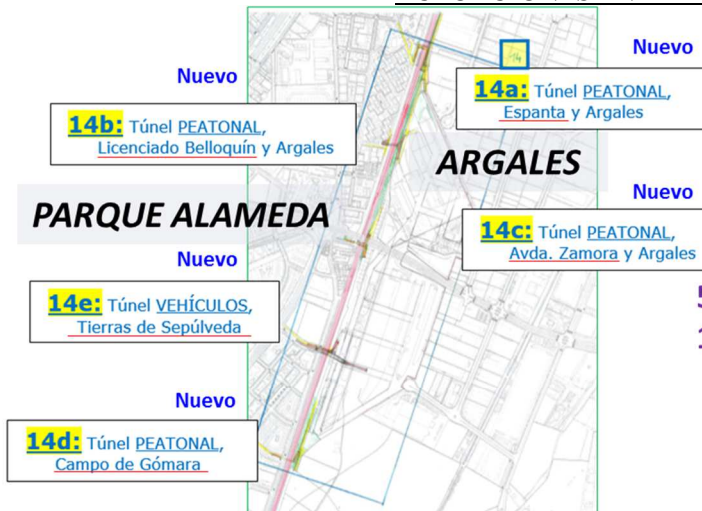 Nuevo
14a: Túnel PEATONAL,
Espanta y Argales
Nuevo
14b: Túnel PEATONAL,
Licenciado Belloquín y Argales
ARGALES
PARQUE ALAMEDA
Nuevo
14c: Túnel PEATONAL,
Avda. Zamora y Argales
Nuevo
14e: Túnel VEHÍCULOS,
Tierras de Sepúlveda
Nuevo
14d: Túnel PEATONAL,
Campo de Gómara